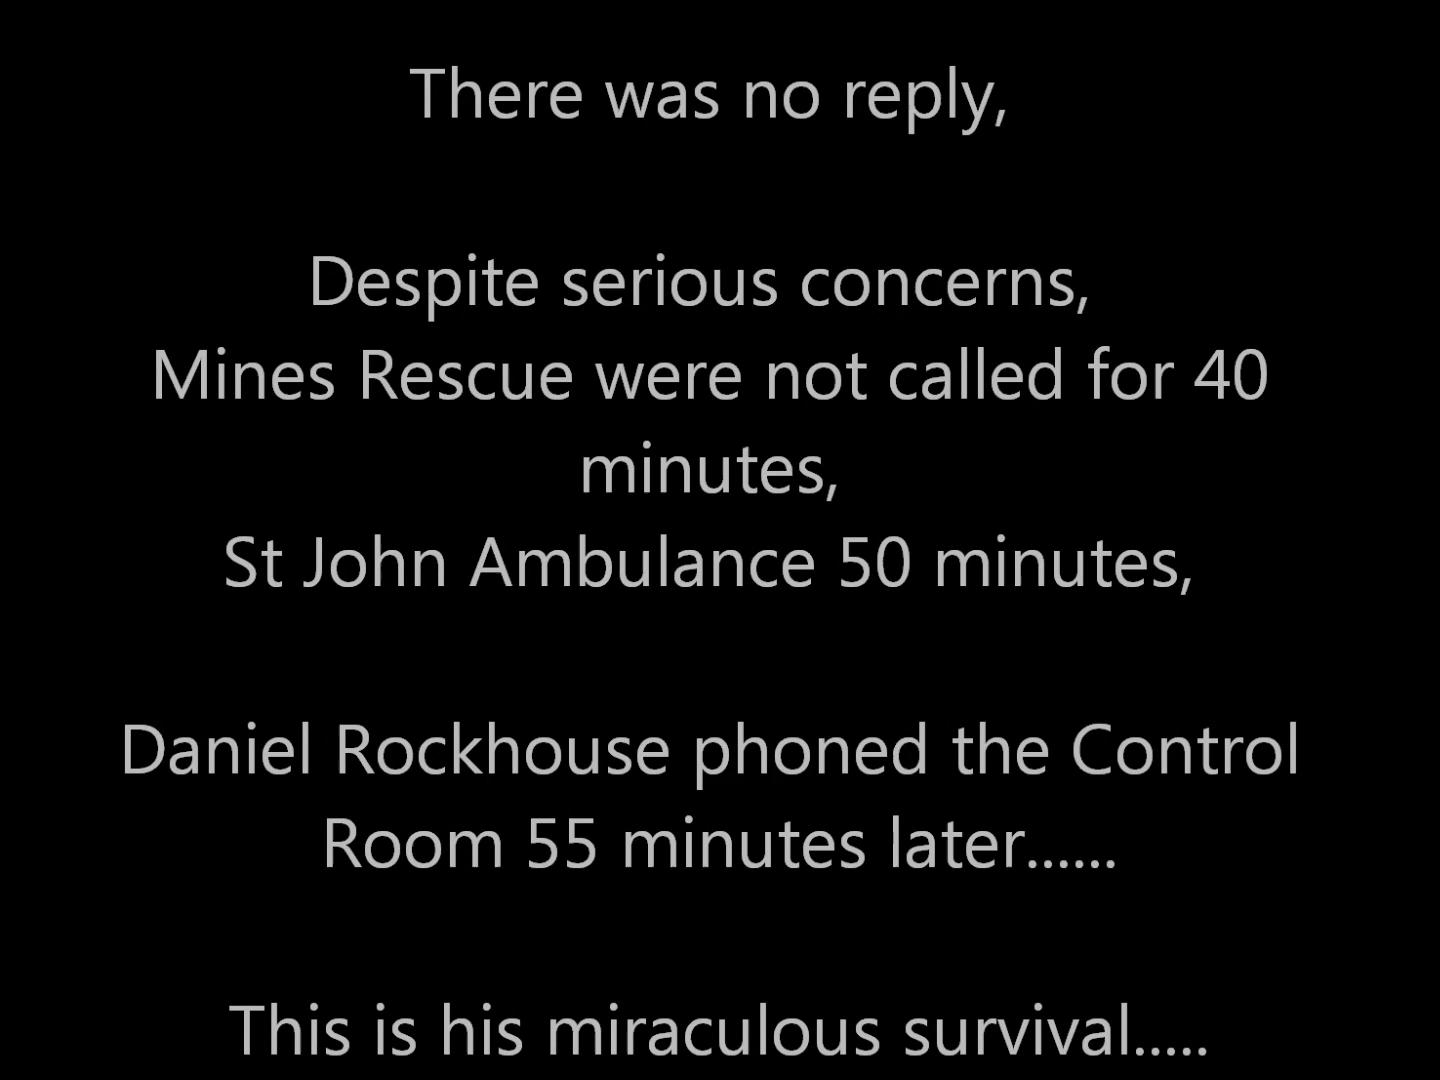 There was no reply,
Despite serious concerns,
Mines Rescue were not called for 40
minutes,
St John Ambulance 50 minutes,
Daniel Rockhouse phoned the Control
Room 55 minutes later......
This is his miraculous survival.....